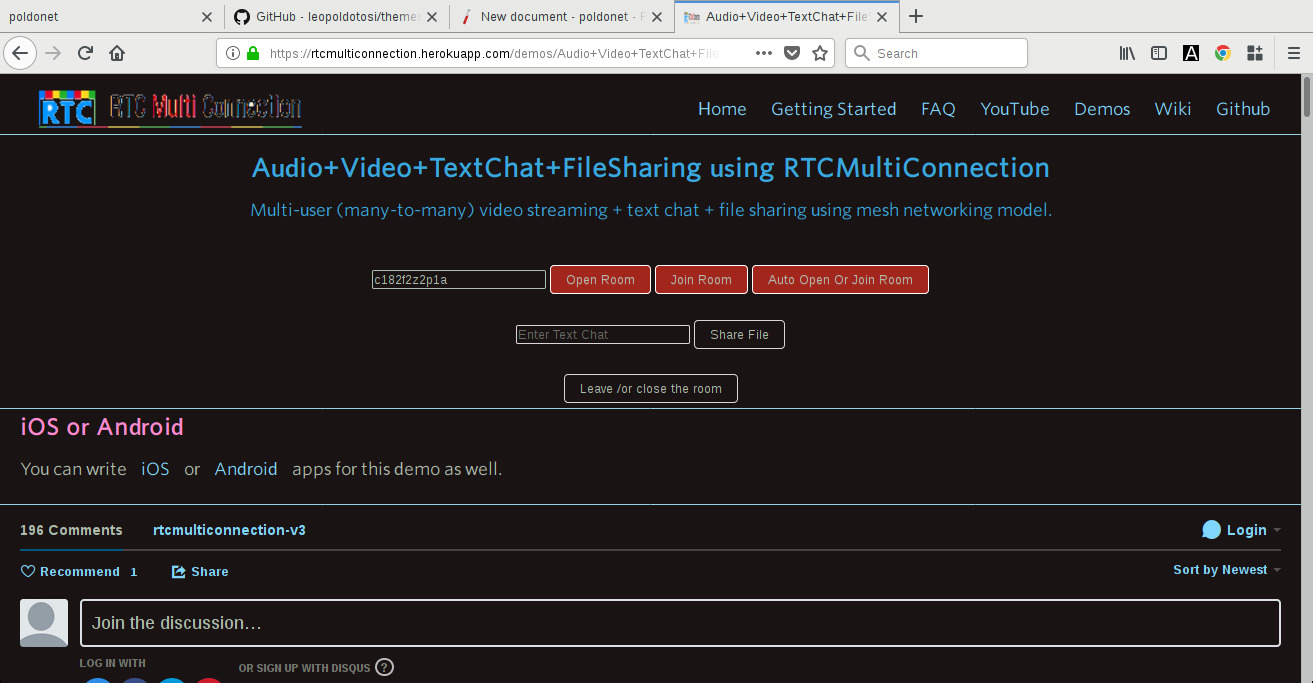 poldonet
GitHub - leopoldotosi/theme
New document - poldonet -
Audio+Video+TextChat+File
https://rtcmulticonnection.herokuapp.com/demos/Audio+Video+TextChat+File
Search
RTC RTC Multi Connection
Home Getting Started FAQ YouTube Demos Wiki Github
Audio+Video+TextChat+FileSharing using RTCMultiConnection
Multi-user (many-to-many) video streaming + text chat + file sharing using mesh networking model.
c182f2z2p1a Open Room Join Room Auto Open Or Join Room
Enter Text Chat Share File
Leave /or close the room
iOS or Android
You can write iOS or Android apps for this demo as well.
196 Comments rtcmulticonnection-v3 Login
Recommend 1 Share Sort by Newest
Join the discussion...
LOG IN WITH OR SIGN UP WITH DISQUS ?